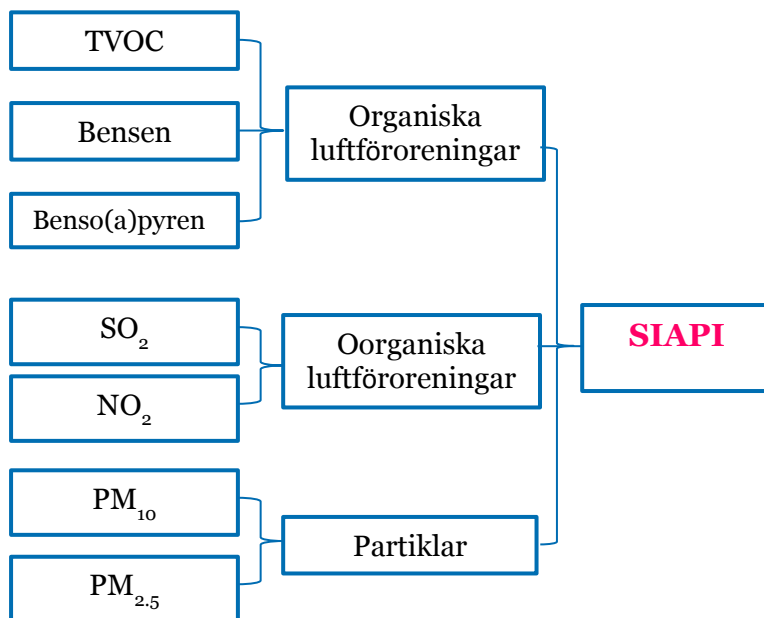 TVOC
Bensen
Benso(a)pyren
Organiska
luftföroreningar
SO₂
NO₂
Oorganiska
luftföroreningar
PM₁₀
PM₂.₅
Partiklar
SIAPI